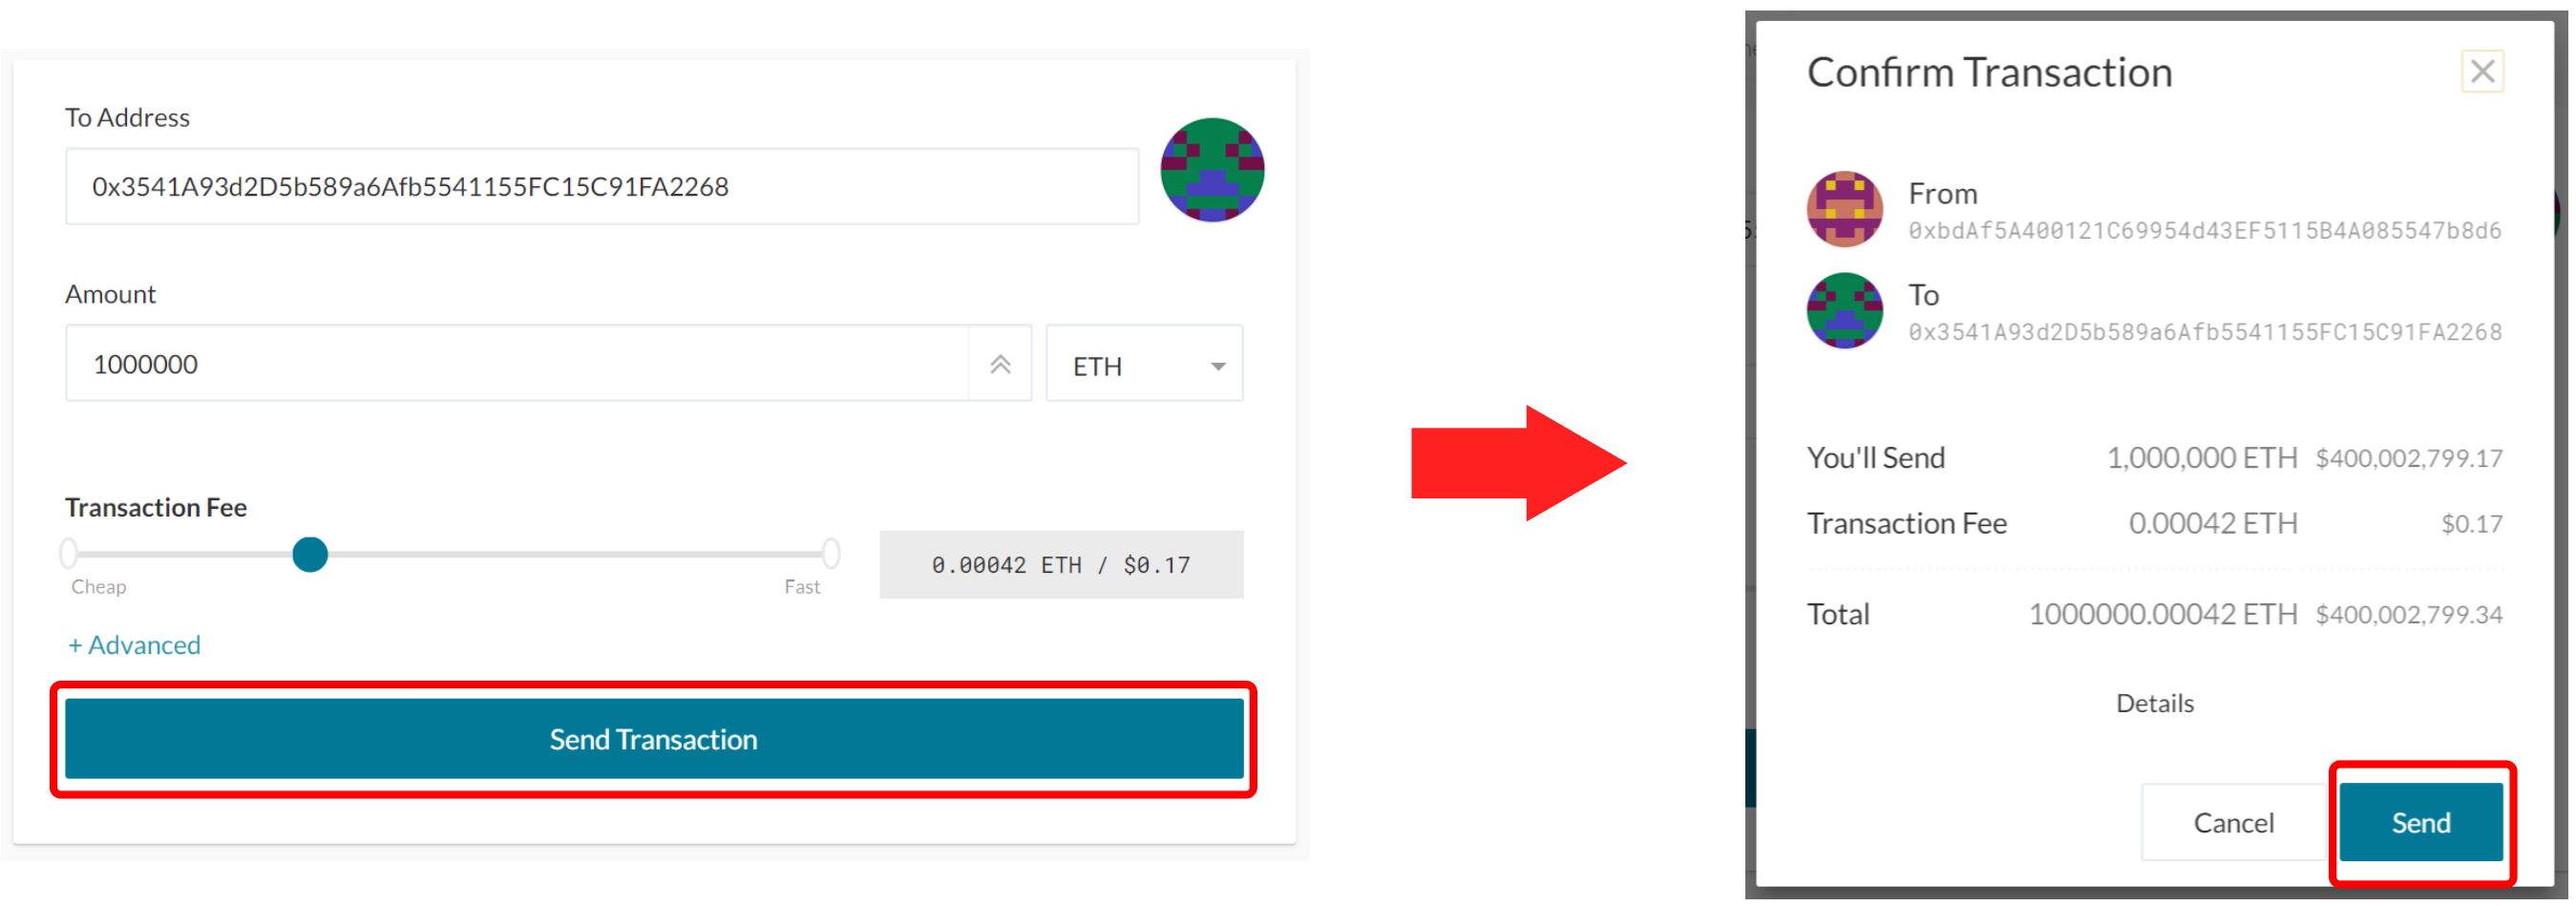 To Address
0x3541A93d2D5b589a6Afb5541155FC15C91FA2268
Amount
1000000
ETH
Transaction Fee
Cheap
Fast
0.00042 ETH / $0.17
+ Advanced
Send Transaction
Confirm Transaction
From
0xbdAf5A400121C69954d43EF5115B4A085547b8d6
To
0x3541A93d2D5b589a6Afb5541155FC15C91FA2268
You'll Send 1,000,000 ETH $400,002,799.17
Transaction Fee 0.00042 ETH $0.17
Total 1000000.00042 ETH $400,002,799.34
Details
Cancel
Send